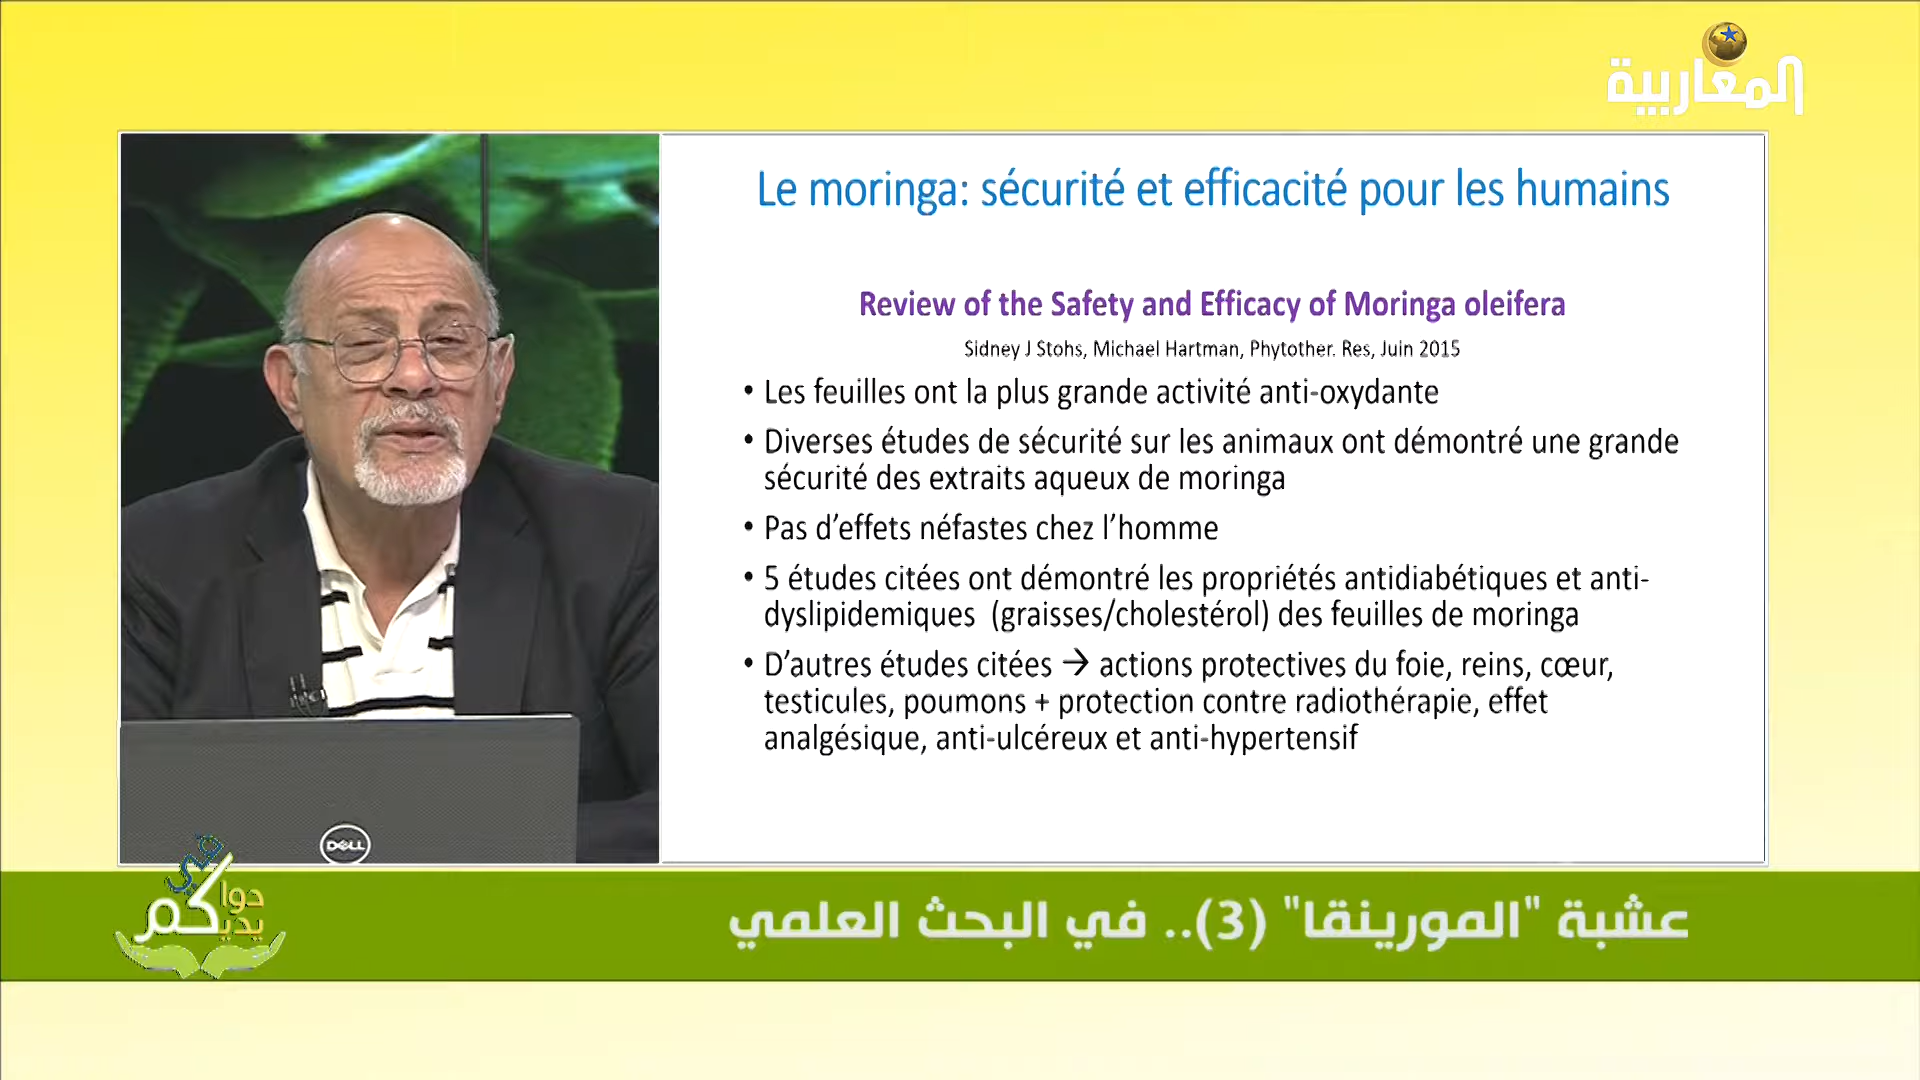 المغاربية
Le moringa: sécurité et efficacité pour les humains
Review of the Safety and Efficacy of Moringa oleifera
Sidney J Stohs, Michael Hartman, Phytother. Res, Juin 2015
• Les feuilles ont la plus grande activité anti-oxydante
• Diverses études de sécurité sur les animaux ont démontré une grande
sécurité des extraits aqueux de moringa
• Pas d’effets néfastes chez l’homme
• 5 études citées ont démontré les propriétés antidiabétiques et anti-
dyslipidemiques (graisses/cholestérol) des feuilles de moringa
• D’autres études citées → actions protectives du foie, reins, cœur,
testicules, poumons + protection contre radiothérapie, effet
analgésique, anti-ulcéreux et anti-hypertensif
DELL
دواكم في يديكم
عشبة "المورينقا" (3).. في البحث العلمي